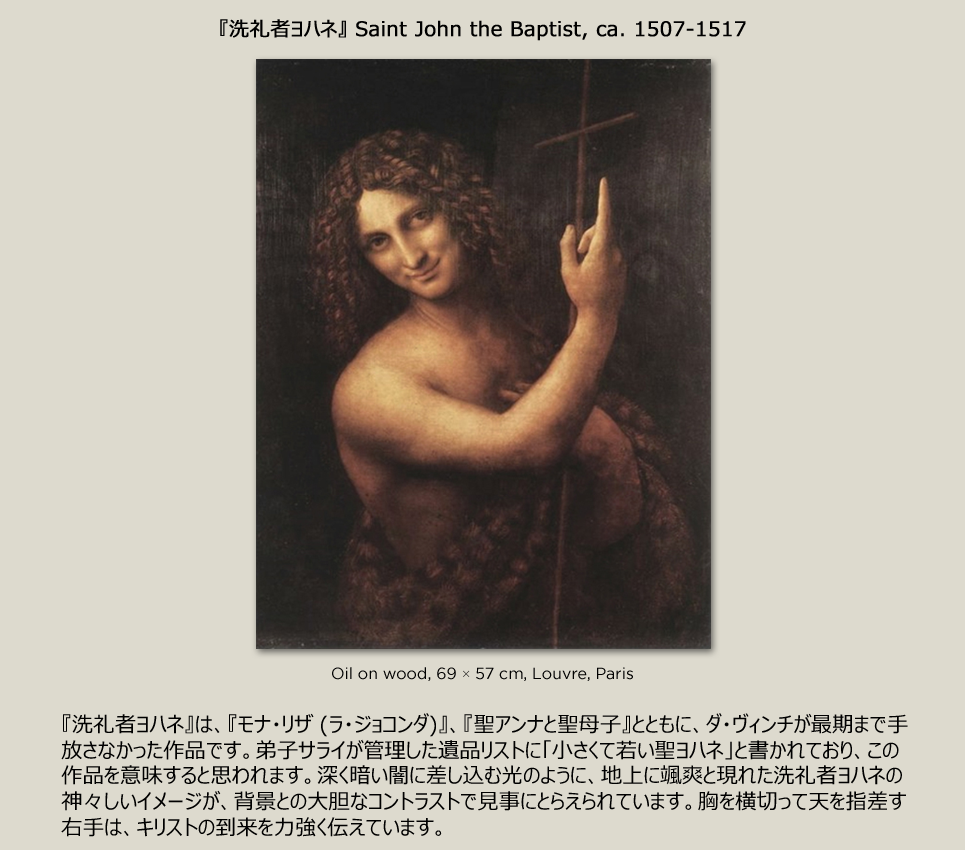 『洗礼者ヨハネ』 Saint John the Baptist, ca. 1507-1517
Oil on wood, 69 × 57 cm, Louvre, Paris
『洗礼者ヨハネ』は、『モナ・リザ (ラ・ジョコンダ)』、『聖アンナと聖母子』とともに、ダ・ヴィンチが最期まで手
放さなかった作品です。弟子サライが管理した遺品リストに「小さくて若い聖ヨハネ」と書かれており、この
作品を意味すると思われます。深く暗い闇に差し込む光のように、地上に颯爽と現れた洗礼者ヨハネの
神々しいイメージが、背景との大胆なコントラストで見事にとらえられています。胸を横切って天を指差す
右手は、キリストの到来を力強く伝えています。